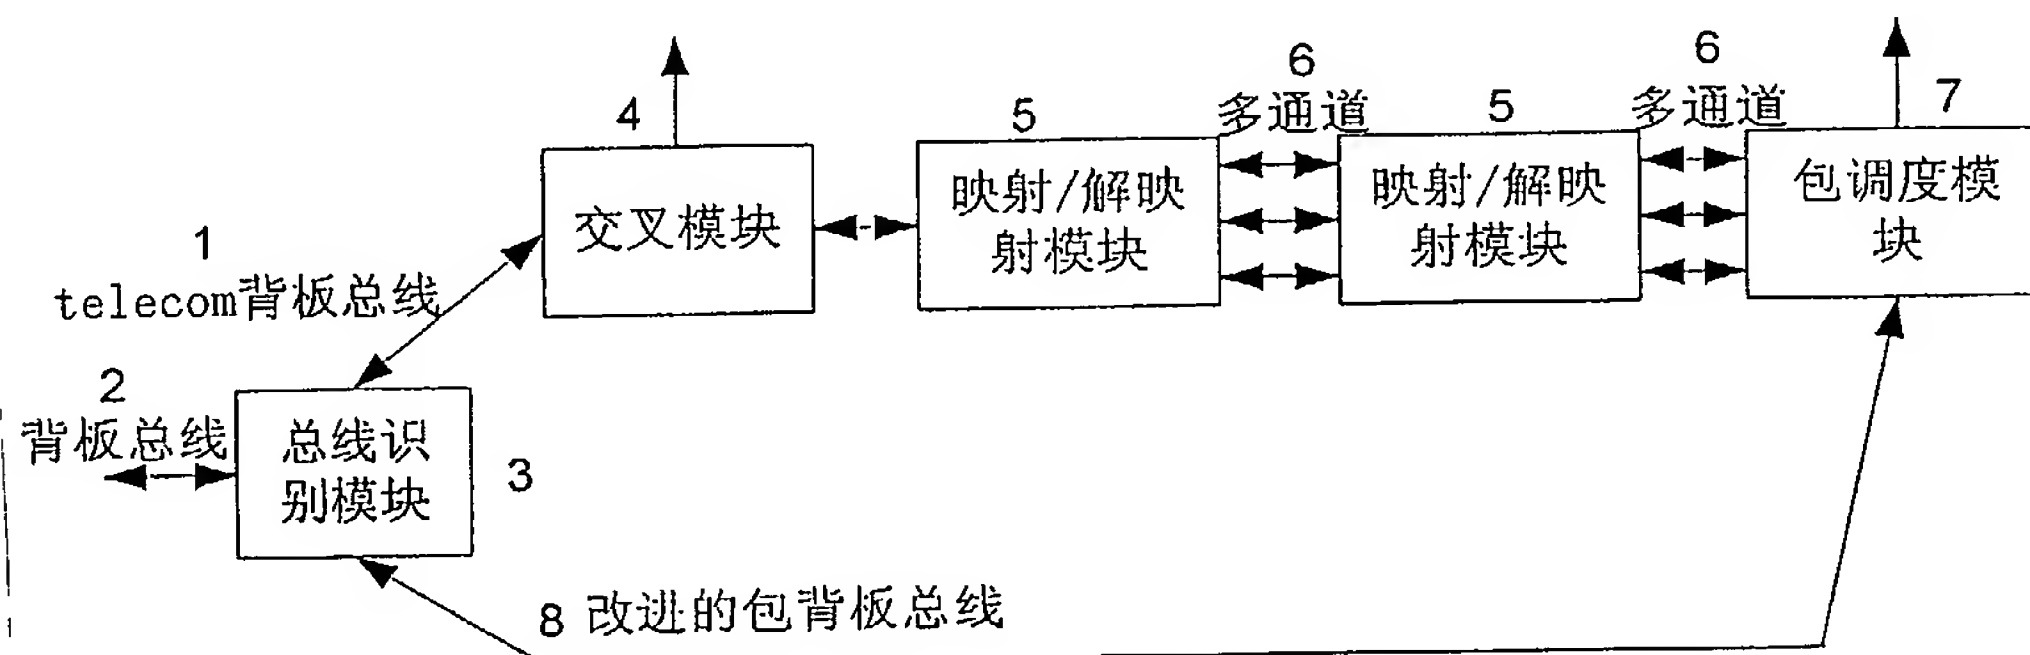 6
6
4
5
多通道
5
多通道
7
映射/解映
射模块
映射/解映
射模块
包调度模
块
交叉模块
1
telecom背板总线
2
背板总线
总线识
别模块
3
8 改进的包背板总线